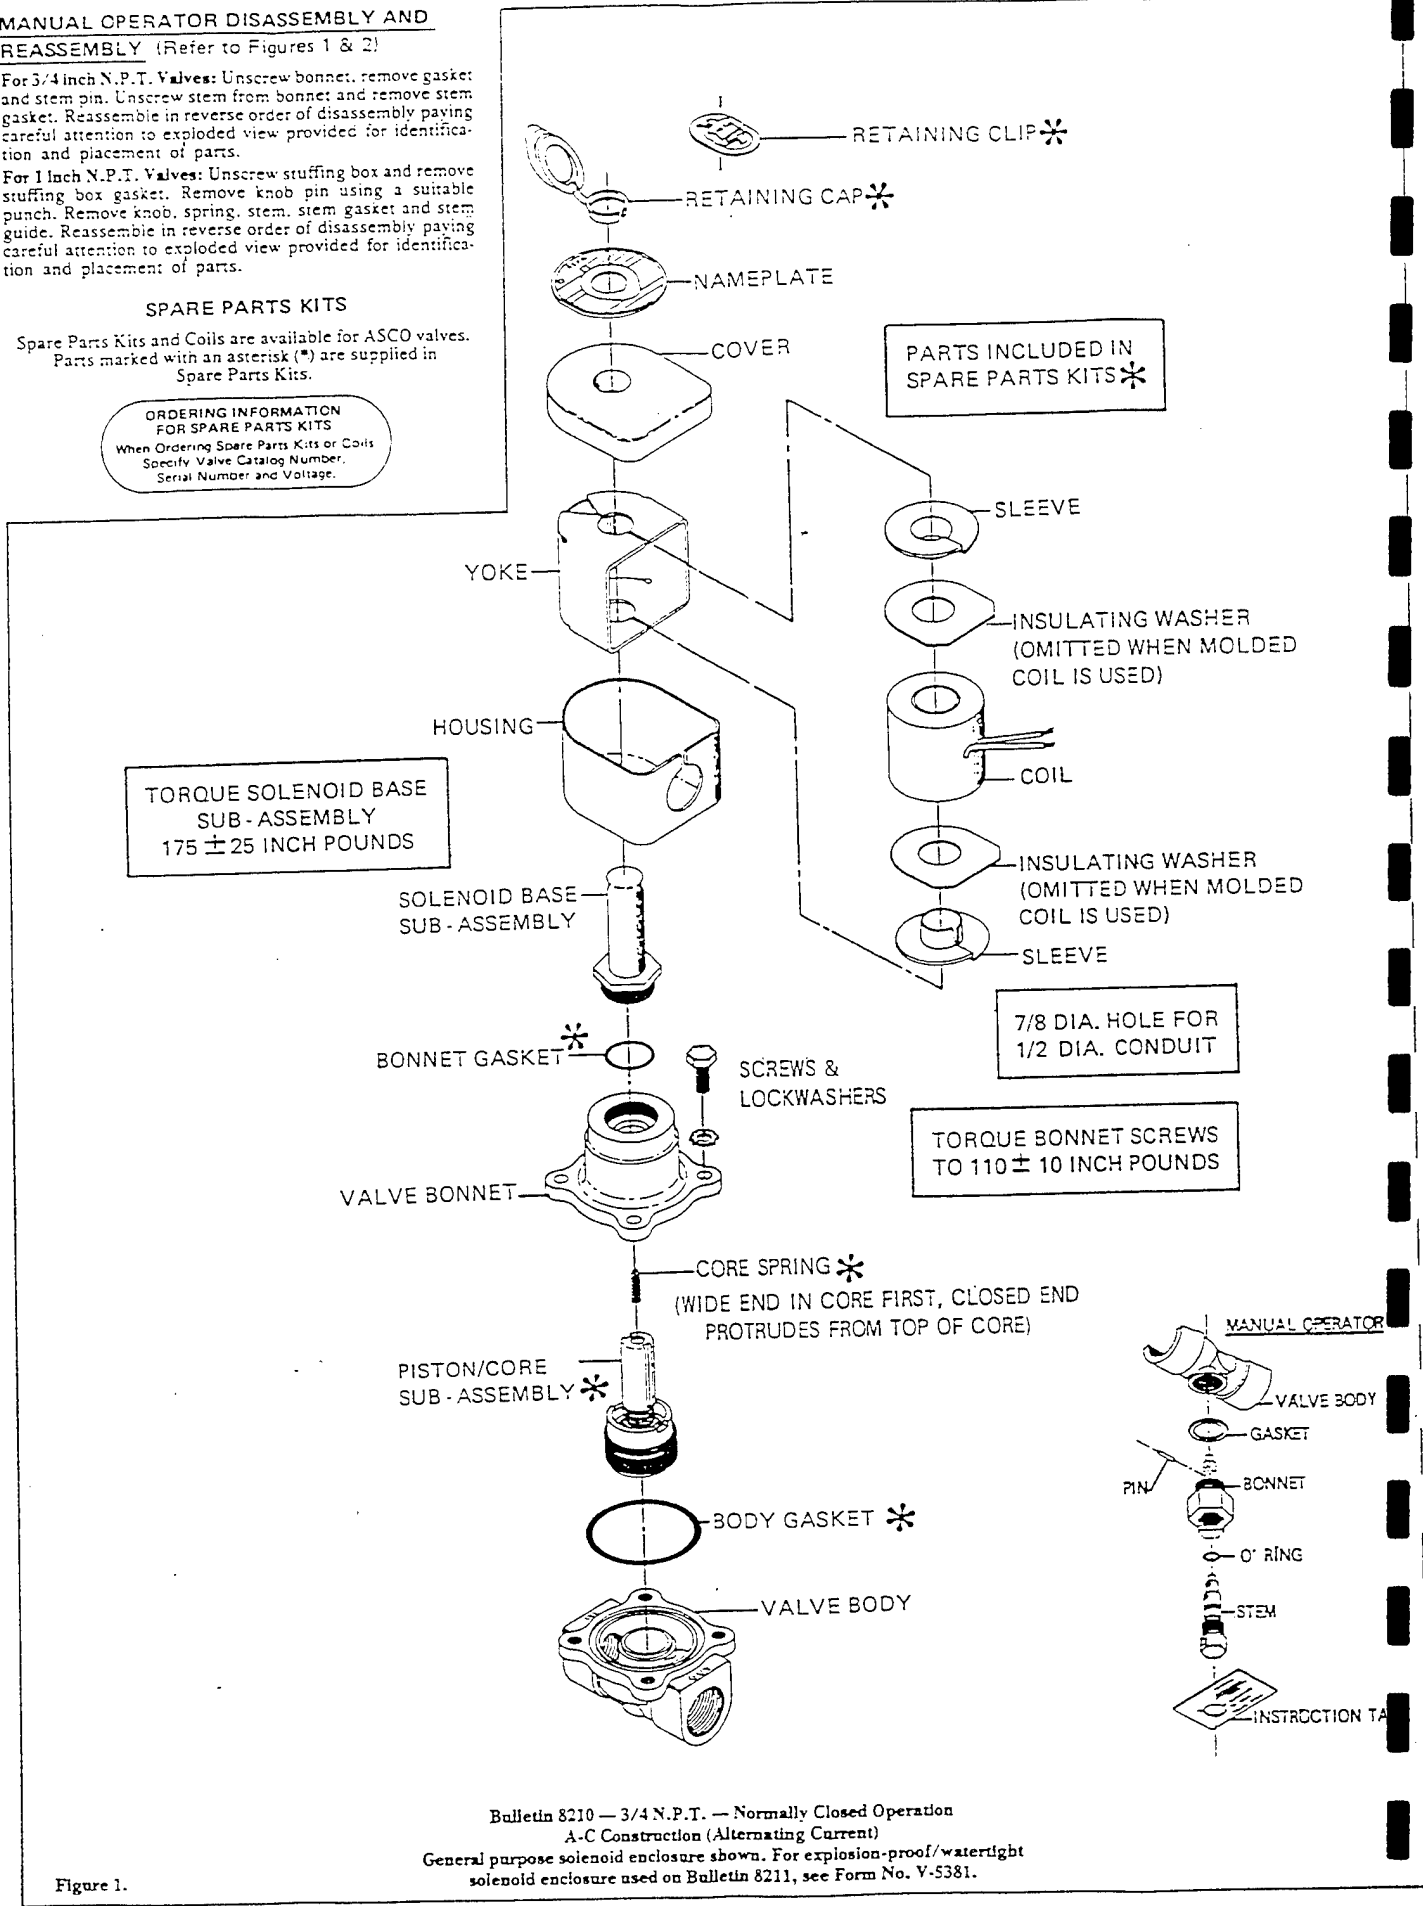 MANUAL OPERATOR DISASSEMBLY AND
REASSEMBLY (Refer to Figures 1 & 2)
For 3/4 inch N.P.T. Valves: Unscrew bonnet, remove gasket
and stem pin. Unscrew stem from bonnet and remove stem
gasket. Reassemble in reverse order of disassembly paying
careful attention to exploded view provided for identifica-
tion and placement of parts.
For 1 Inch N.P.T. Valves: Unscrew stuffing box and remove
stuffing box gasket. Remove knob pin using a suitable
punch. Remove knob, spring, stem, stem gasket and stem
guide. Reassemble in reverse order of disassembly paying
careful attention to exploded view provided for identifica-
tion and placement of parts.
SPARE PARTS KITS
Spare Parts Kits and Coils are available for ASCO valves.
Parts marked with an asterisk (*) are supplied in
Spare Parts Kits.
ORDERING INFORMATION
FOR SPARE PARTS KITS
When Ordering Spare Parts Kits or Coils
Specify Valve Catalog Number,
Serial Number and Voltage.
RETAINING CLIP*
RETAINING CAP*
NAMEPLATE
COVER
PARTS INCLUDED IN
SPARE PARTS KITS*
SLEEVE
YOKE
INSULATING WASHER
(OMITTED WHEN MOLDED
COIL IS USED)
HOUSING
COIL
TORQUE SOLENOID BASE
SUB-ASSEMBLY
175 ± 25 INCH POUNDS
INSULATING WASHER
(OMITTED WHEN MOLDED
COIL IS USED)
SOLENOID BASE
SUB-ASSEMBLY
SLEEVE
7/8 DIA. HOLE FOR
1/2 DIA. CONDUIT
BONNET GASKET*
SCREWS &
LOCKWASHERS
TORQUE BONNET SCREWS
TO 110 ± 10 INCH POUNDS
VALVE BONNET
CORE SPRING*
(WIDE END IN CORE FIRST, CLOSED END
PROTRUDES FROM TOP OF CORE)
PISTON/CORE
SUB-ASSEMBLY*
BODY GASKET *
VALVE BODY
MANUAL OPERATOR
VALVE BODY
GASKET
PIN
BONNET
O' RING
STEM
INSTRUCTION TA
Bulletin 8210 — 3/4 N.P.T. — Normally Closed Operation
A-C Construction (Alternating Current)
General purpose solenoid enclosure shown. For explosion-proof/watertight
solenoid enclosure used on Bulletin 8211, see Form No. V-5381.
Figure 1.